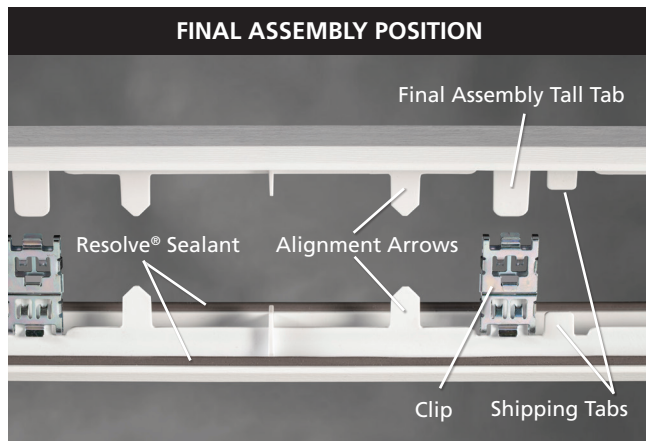 FINAL ASSEMBLY POSITION
Final Assembly Tall Tab
Resolve® Sealant
Alignment Arrows
Clip
Shipping Tabs